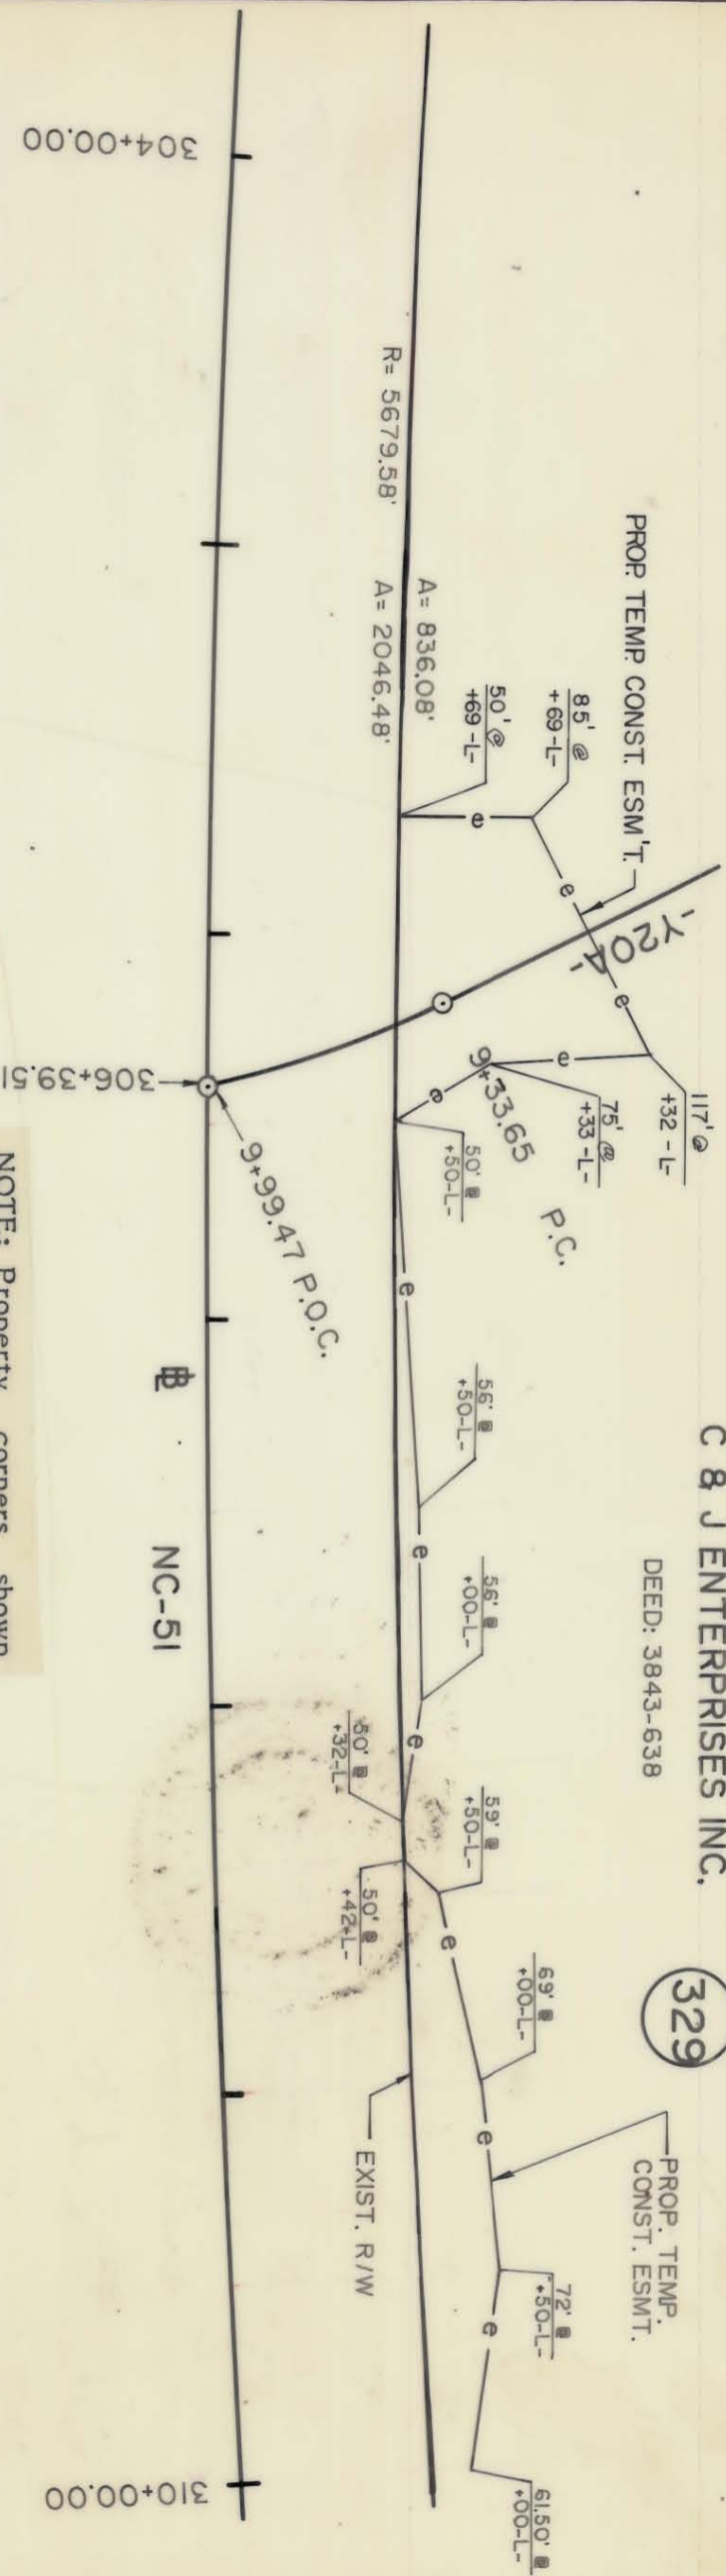 304+00.00
R= 5679.58'
A= 836.08'
A= 2046.48'
PROP. TEMP. CONST. ESM'T.
50' @
+69 -L-
85' @
+69 -L-
-Y204-
117' @
+32 -L-
75' @
+33 -L-
9+33.65
P.C.
50' @
+50-L-
306+39.51
9+99.47 P.O.C.
NOTE: Property corners shown
BL
NC-51
C & J ENTERPRISES INC.
DEED: 3843-638
329
56' @
+50-L-
56' @
+00-L-
50' @
+32-L-
59' @
+50-L-
50' @
+42-L-
69' @
+00-L-
EXIST. R/W
PROP. TEMP.
CONST. ESMT.
72' @
+50-L-
61.50' @
+00-L-
310+00.00
e
e
e
e
e
e
e
e
e
e
e